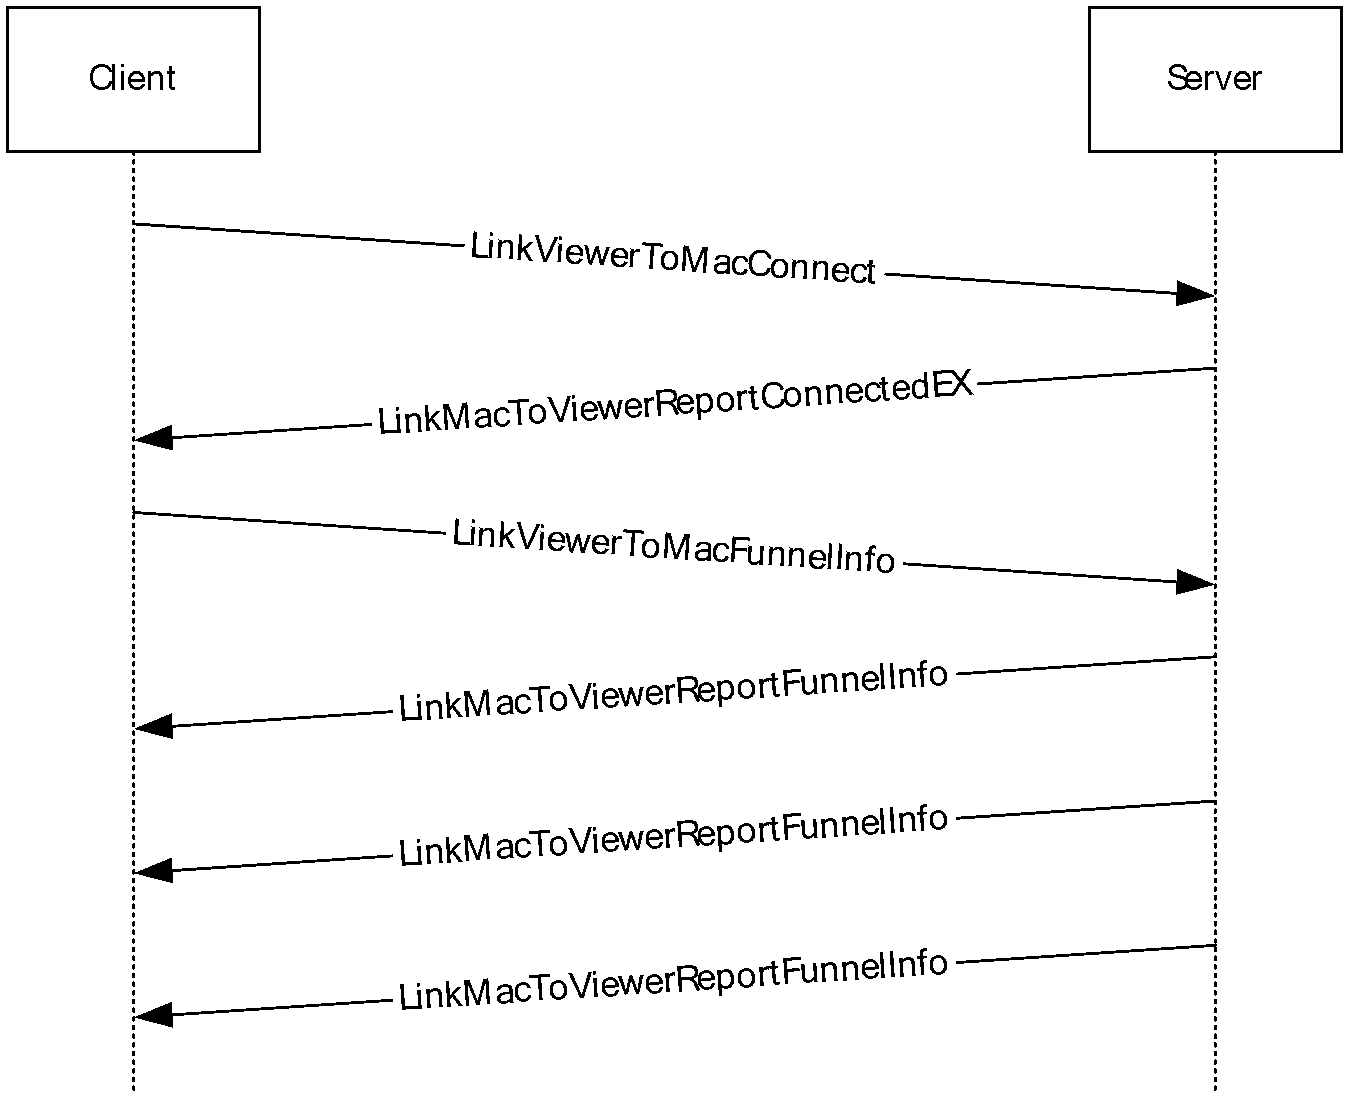 Client
Server
LinkViewerToMacConnect
LinkMacToViewerReportConnectedEX
LinkViewerToMacFunnelInfo
LinkMacToViewerReportFunnelInfo
LinkMacToViewerReportFunnelInfo
LinkMacToViewerReportFunnelInfo